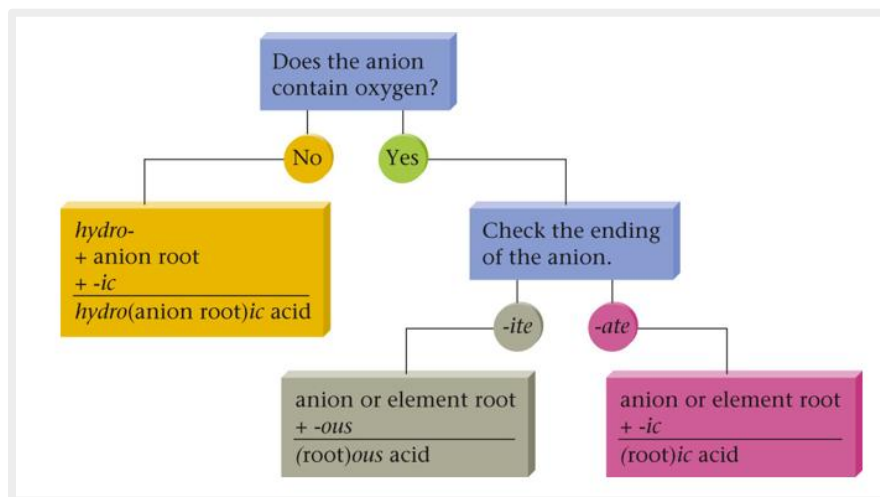 Does the anion
contain oxygen?
No
Yes
hydro-
+ anion root
+ -ic
hydro(anion root)ic acid
Check the ending
of the anion.
-ite
-ate
anion or element root
+ -ous
(root)ous acid
anion or element root
+ -ic
(root)ic acid